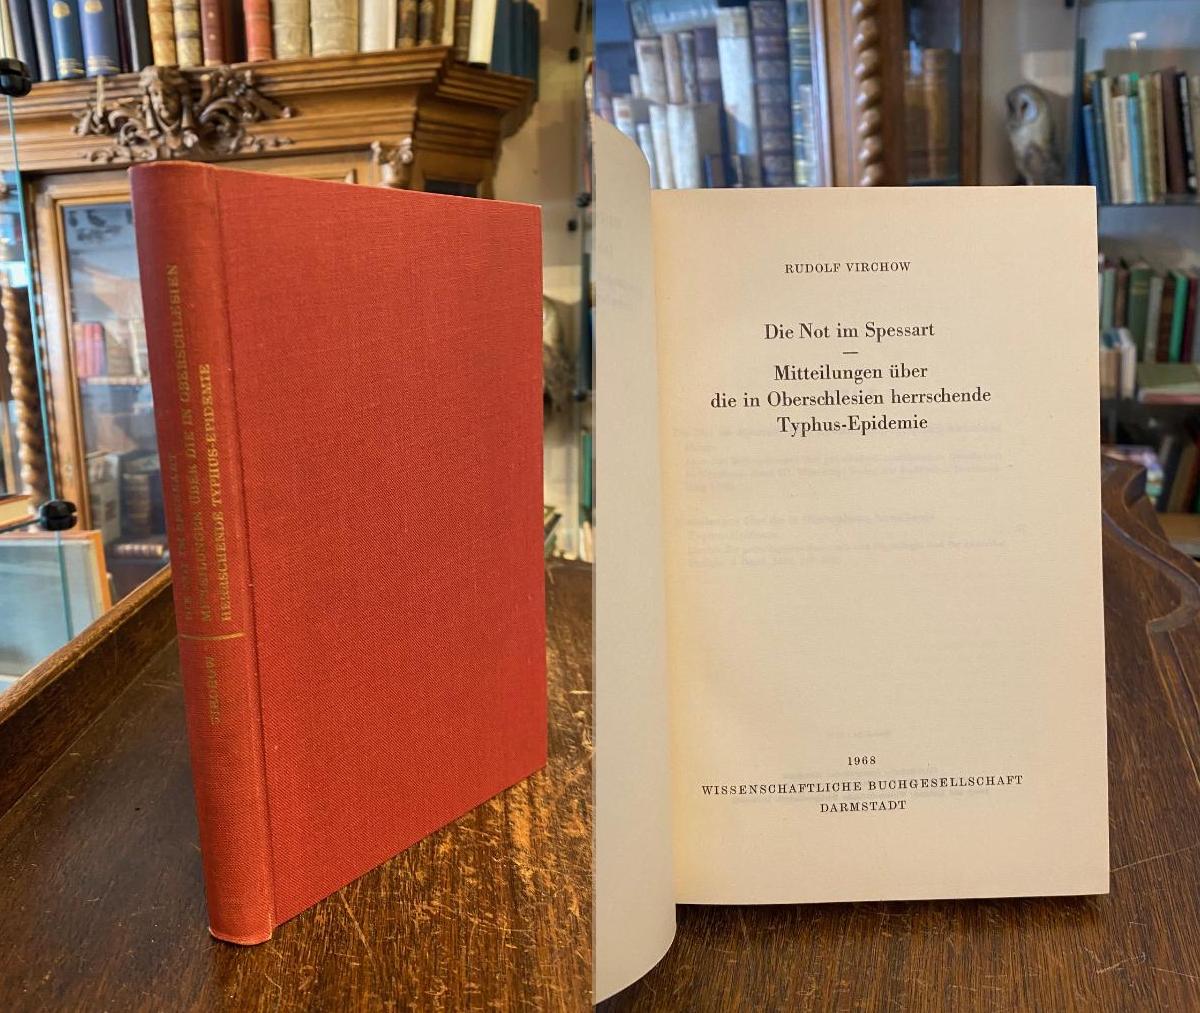 DIE NOT IM SPESSART
MITTEILUNGEN ÜBER DIE IN OBERSCHLESIEN
HERRSCHENDE TYPHUS-EPIDEMIE
VIRCHOW
RUDOLF VIRCHOW
Die Not im Spessart
—
Mitteilungen über
die in Oberschlesien herrschende
Typhus-Epidemie
1968
WISSENSCHAFTLICHE BUCHGESELLSCHAFT
DARMSTADT